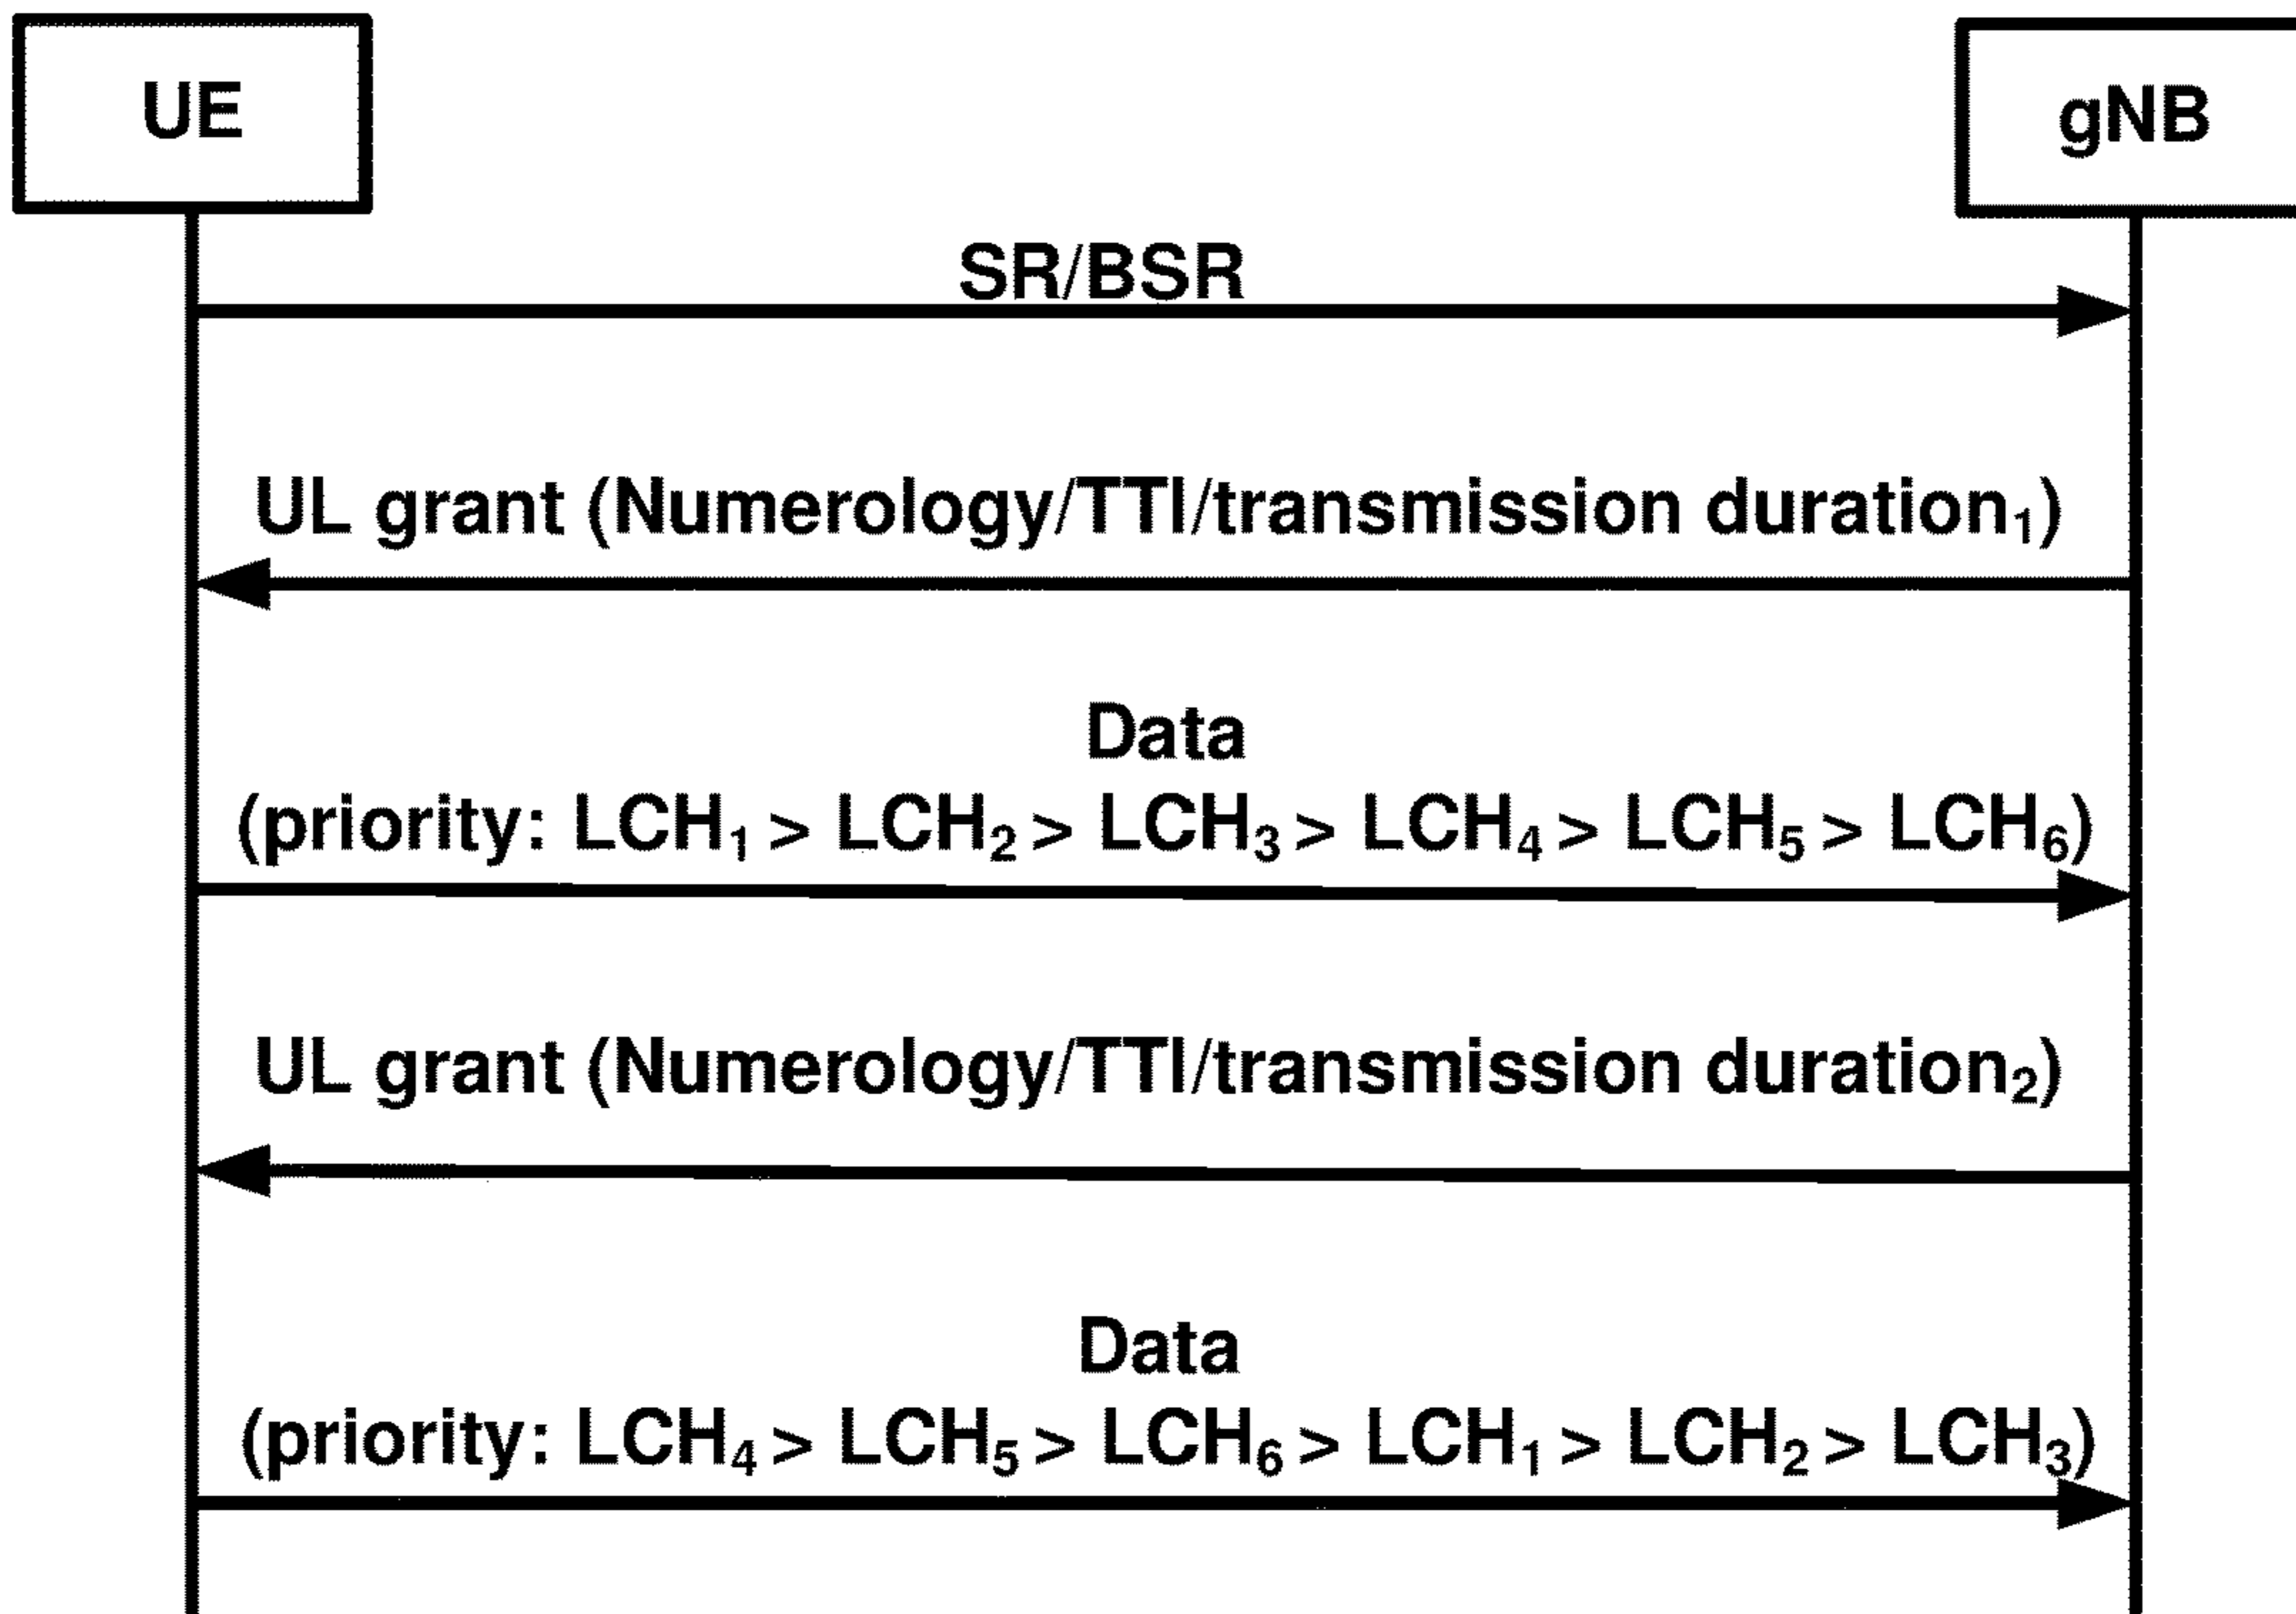 UE
gNB
SR/BSR
UL grant (Numerology/TTI/transmission duration₁)
Data
(priority: LCH₁ > LCH₂ > LCH₃ > LCH₄ > LCH₅ > LCH₆)
UL grant (Numerology/TTI/transmission duration₂)
Data
(priority: LCH₄ > LCH₅ > LCH₆ > LCH₁ > LCH₂ > LCH₃)